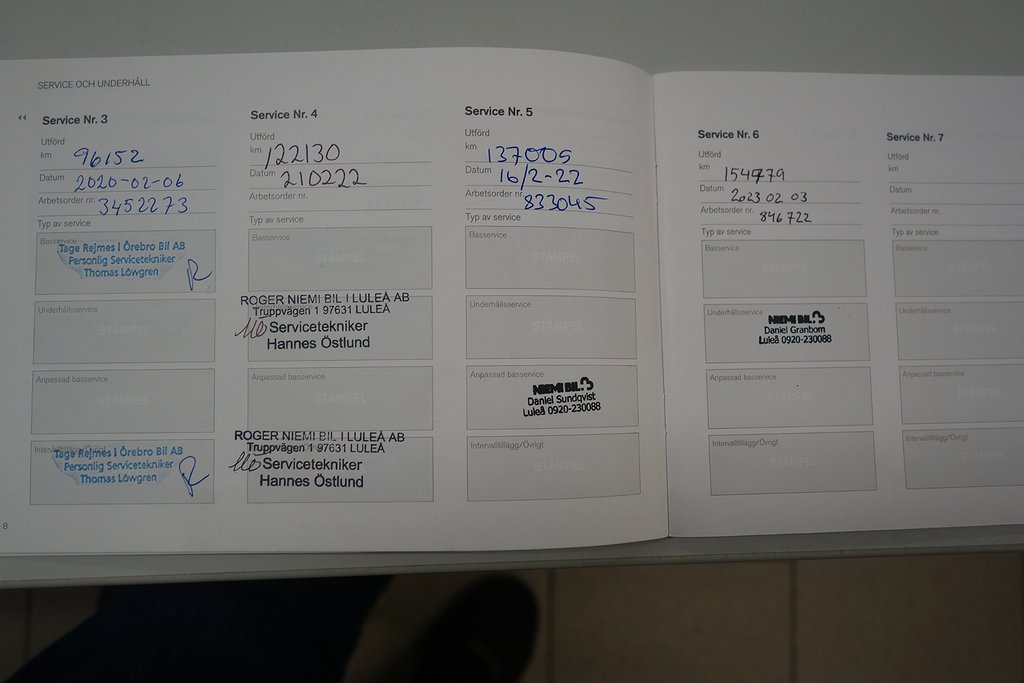 SERVICE OCH UNDERHÅLL
Service Nr. 3
Utförd
km 96152
Datum 2020-02-06
Arbetsorder nr. 3452273
Typ av service
Basservice
Tage Rejmes i Örebro Bil AB
Personlig Servicetekniker
Thomas Löwgren
R
Underhållsservice
STÄMPEL
Anpassad basservice
STÄMPEL
Tage Rejmes i Örebro Bil AB
Personlig Servicetekniker
Thomas Löwgren
R
8
Service Nr. 4
Utförd
km 122130
Datum 210222
Arbetsorder nr.
Typ av service
Basservice
STÄMPEL
ROGER NIEMI BIL I LULEÅ AB
Truppvägen 1 97631 LULEÅ
Servicetekniker
Hannes Östlund
Anpassad basservice
STÄMPEL
ROGER NIEMI BIL I LULEÅ AB
Truppvägen 1 97631 LULEÅ
Servicetekniker
Hannes Östlund
Service Nr. 5
Utförd
km 137005
Datum 16/2-22
Arbetsorder nr. 833045
Typ av service
Basservice
STÄMPEL
Underhållsservice
STÄMPEL
Anpassad basservice
NIEMI BIL
Daniel Sundqvist
Luleå 0920-230088
Intervalltillägg/Övrigt
STÄMPEL
Service Nr. 6
Utförd
km 154779
Datum 2023 02 03
Arbetsorder nr. 846722
Typ av service
Basservice
STÄMPEL
Underhållsservice
NIEMI BIL
Daniel Granbom
Luleå 0920-230088
Anpassad basservice
STÄMPEL
Intervalltillägg/Övrigt
STÄMPEL
Service Nr. 7
Utförd
km
Datum
Arbetsorder nr.
Typ av service
Basservice
STÄMPEL
Underhållsservice
STÄMPEL
Anpassad basservice
STÄMPEL
Intervalltillägg/Övrigt
STÄMPEL